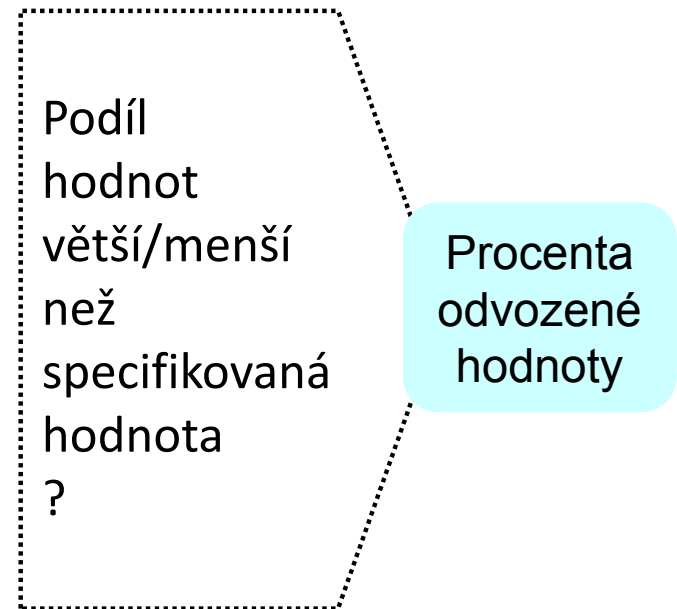 Podíl
hodnot
větší/menší
než
specifikovaná
hodnota
?
Procenta
odvozené
hodnoty